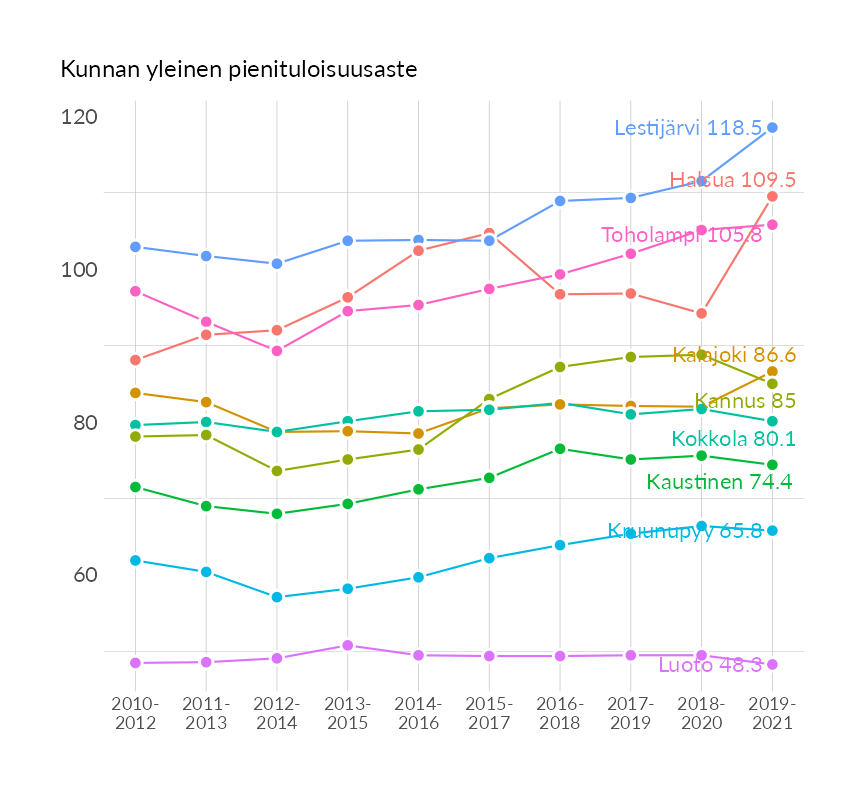 Kunnan yleinen pienituloisuusaste
120
100
80
60
Lestijärvi 118.5
Halsua 109.5
Toholampi 105.8
Kalajoki 86.6
Kannus 85
Kokkola 80.1
Kaustinen 74.4
Kruunupyy 65.8
Luoto 48.3
2010-
2012
2011-
2013
2012-
2014
2013-
2015
2014-
2016
2015-
2017
2016-
2018
2017-
2019
2018-
2020
2019-
2021